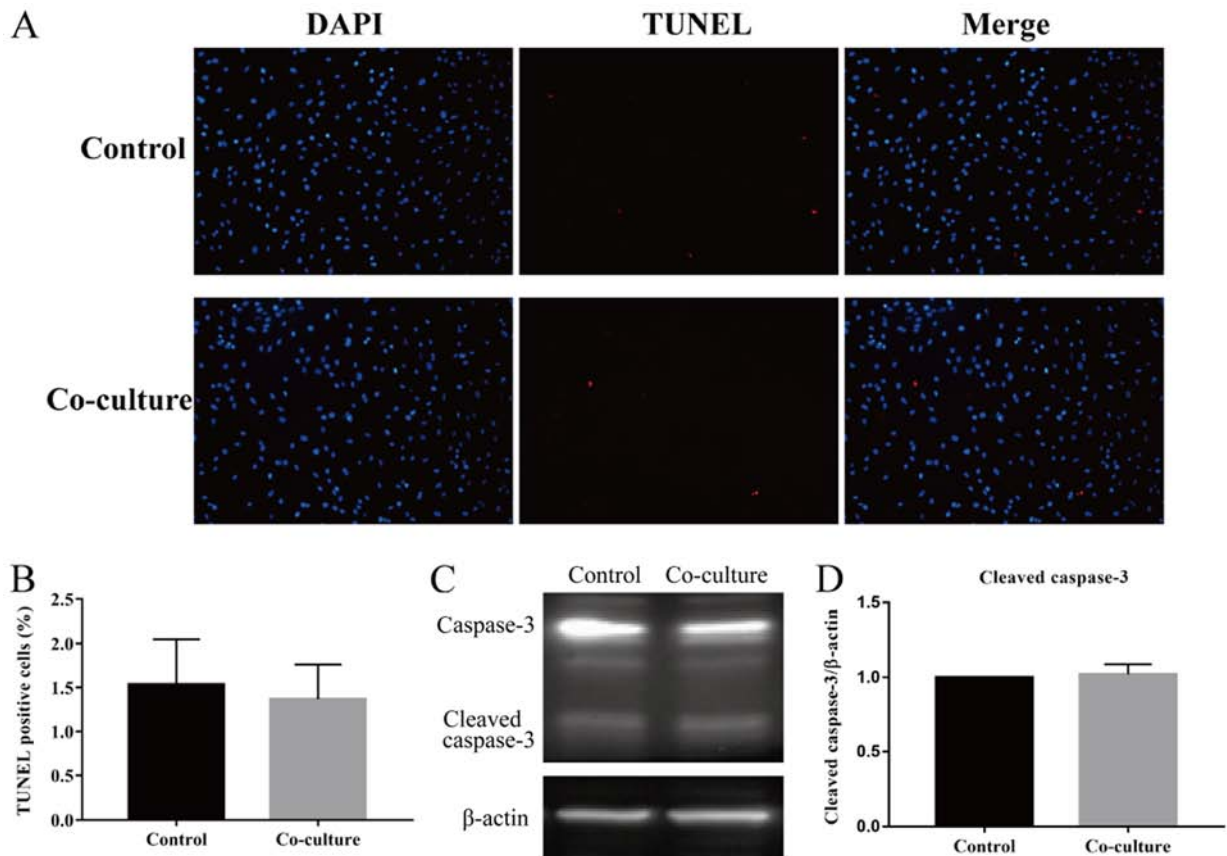 A
DAPI TUNEL Merge
Control
Co-culture
B
TUNEL positive cells (%)
2.5
2.0
1.5
1.0
0.5
0.0
Control Co-culture
C
Control Co-culture
Caspase-3
Cleaved
caspase-3
β-actin
D
Cleaved caspase-3
Cleaved caspase-3/β-actin
1.5
1.0
0.5
0.0
Control Co-culture